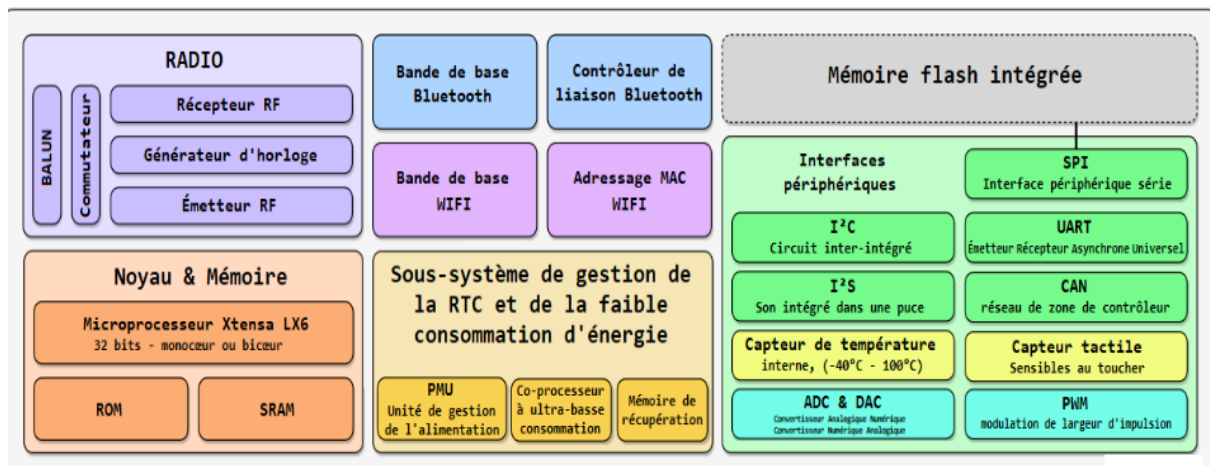 RADIO
BALUN
Commutateur
Récepteur RF
Générateur d'horloge
Émetteur RF
Bande de base
Bluetooth
Contrôleur de
liaison Bluetooth
Bande de base
WIFI
Adressage MAC
WIFI
Mémoire flash intégrée
Interfaces
périphériques
SPI
Interface périphérique série
I²C
Circuit inter-intégré
UART
Émetteur Récepteur Asynchrone Universel
I²S
Son intégré dans une puce
CAN
réseau de zone de contrôleur
Capteur de température
interne, (-40°C - 100°C)
Capteur tactile
Sensibles au toucher
ADC & DAC
Convertisseur Analogique Numérique
Convertisseur Numérique Analogique
PWM
modulation de largeur d'impulsion
Noyau & Mémoire
Microprocesseur Xtensa LX6
32 bits - monocœur ou bicœur
ROM
SRAM
Sous-système de gestion de
la RTC et de la faible
consommation d'énergie
PMU
Unité de gestion
de l'alimentation
Co-processeur
à ultra-basse
consommation
Mémoire de
récupération